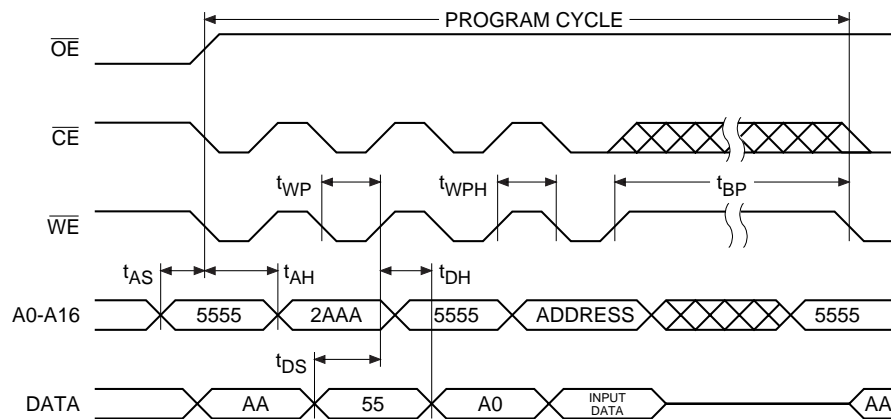 PROGRAM CYCLE
OE
CE
tWP
tWPH
tBP
WE
tAS
tAH
tDH
A0-A16
5555
2AAA
5555
ADDRESS
5555
tDS
DATA
AA
55
A0
INPUT
DATA
AA